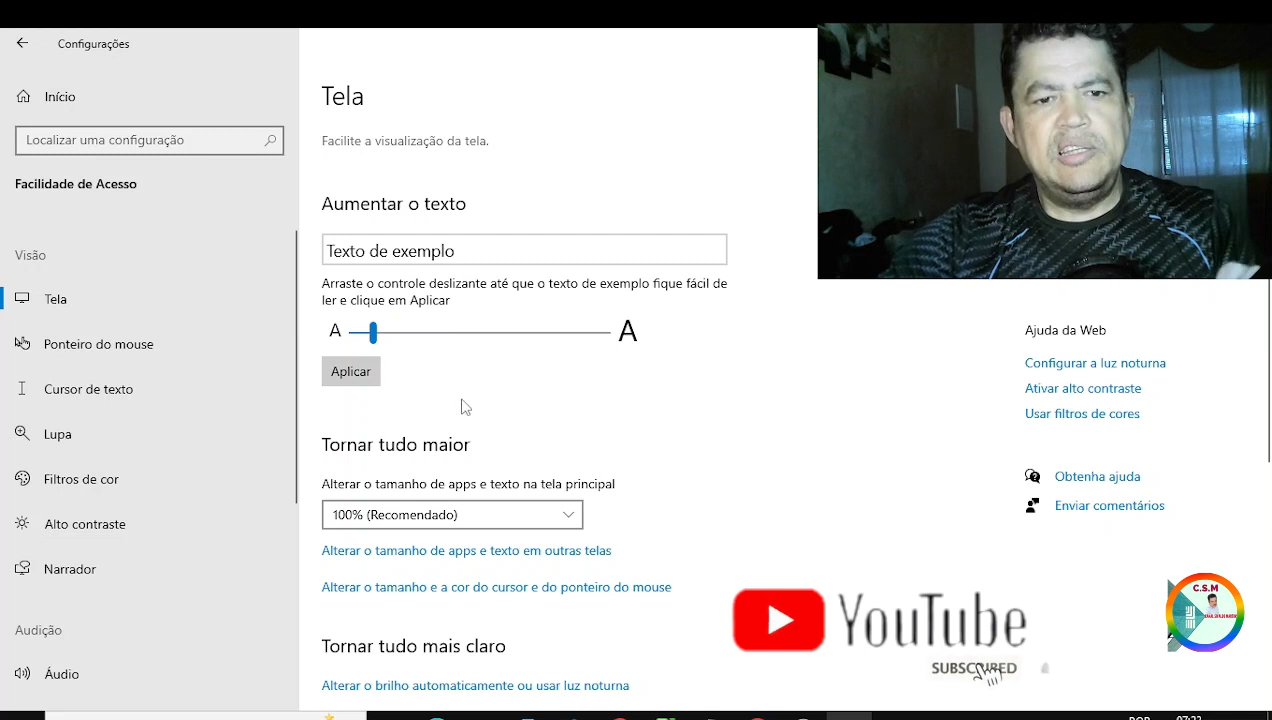 Configurações
Início
Localizar uma configuração
Facilidade de Acesso
Visão
Tela
Ponteiro do mouse
Cursor de texto
Lupa
Filtros de cor
Alto contraste
Narrador
Audição
Áudio
Tela
Facilite a visualização da tela.
Aumentar o texto
Texto de exemplo
Arraste o controle deslizante até que o texto de exemplo fique fácil de
ler e clique em Aplicar
A A
Aplicar
Tornar tudo maior
Alterar o tamanho de apps e texto na tela principal
100% (Recomendado)
Alterar o tamanho de apps e texto em outras telas
Alterar o tamanho e a cor do cursor e do ponteiro do mouse
Tornar tudo mais claro
Alterar o brilho automaticamente ou usar luz noturna
Ajuda da Web
Configurar a luz noturna
Ativar alto contraste
Usar filtros de cores
Obtenha ajuda
Enviar comentários
YouTube
SUBSCRIBED
C.S.M